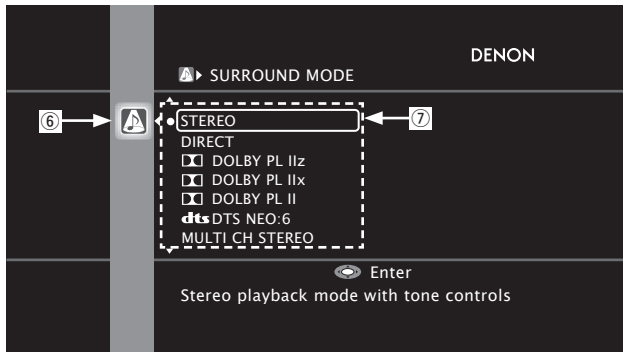 DENON
SURROUND MODE
⑥
STEREO
⑦
DIRECT
DOLBY PL IIz
DOLBY PL IIx
DOLBY PL II
dts DTS NEO:6
MULTI CH STEREO
Enter
Stereo playback mode with tone controls